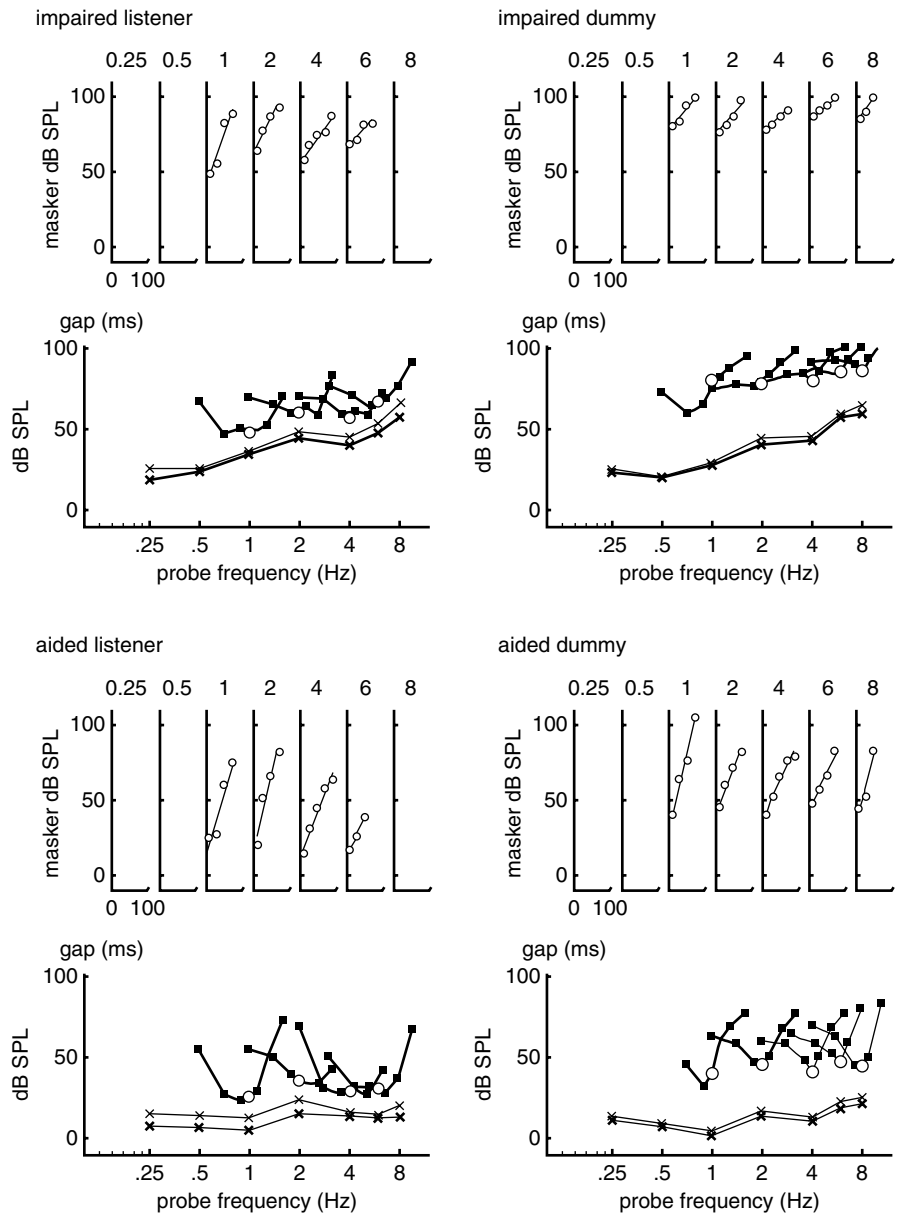 impaired listener
0.25 0.5 1 2 4 6 8
masker dB SPL
100
50
0
0 100
gap (ms)
dB SPL
100
50
0
.25 .5 1 2 4 8
probe frequency (Hz)
impaired dummy
0.25 0.5 1 2 4 6 8
masker dB SPL
100
50
0
0 100
gap (ms)
dB SPL
100
50
0
.25 .5 1 2 4 8
probe frequency (Hz)
aided listener
0.25 0.5 1 2 4 6 8
masker dB SPL
100
50
0
0 100
gap (ms)
dB SPL
100
50
0
.25 .5 1 2 4 8
probe frequency (Hz)
aided dummy
0.25 0.5 1 2 4 6 8
masker dB SPL
100
50
0
0 100
gap (ms)
dB SPL
100
50
0
.25 .5 1 2 4 8
probe frequency (Hz)